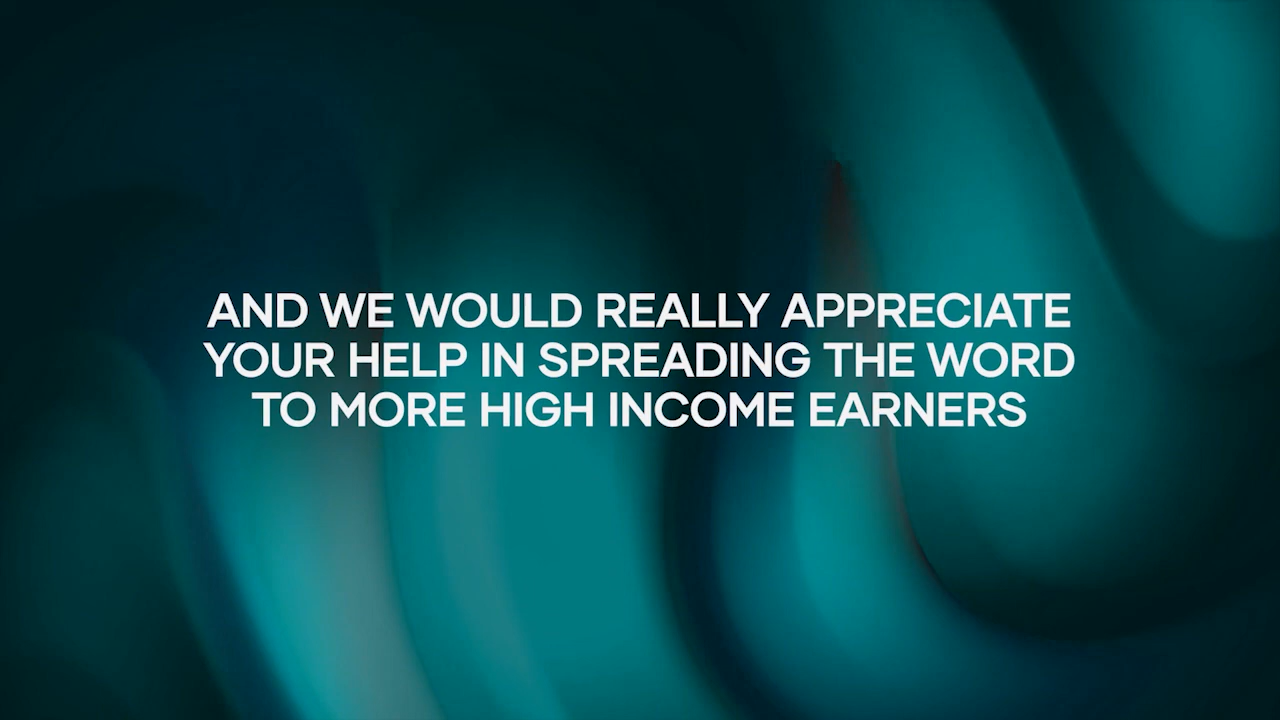 AND WE WOULD REALLY APPRECIATE
YOUR HELP IN SPREADING THE WORD
TO MORE HIGH INCOME EARNERS